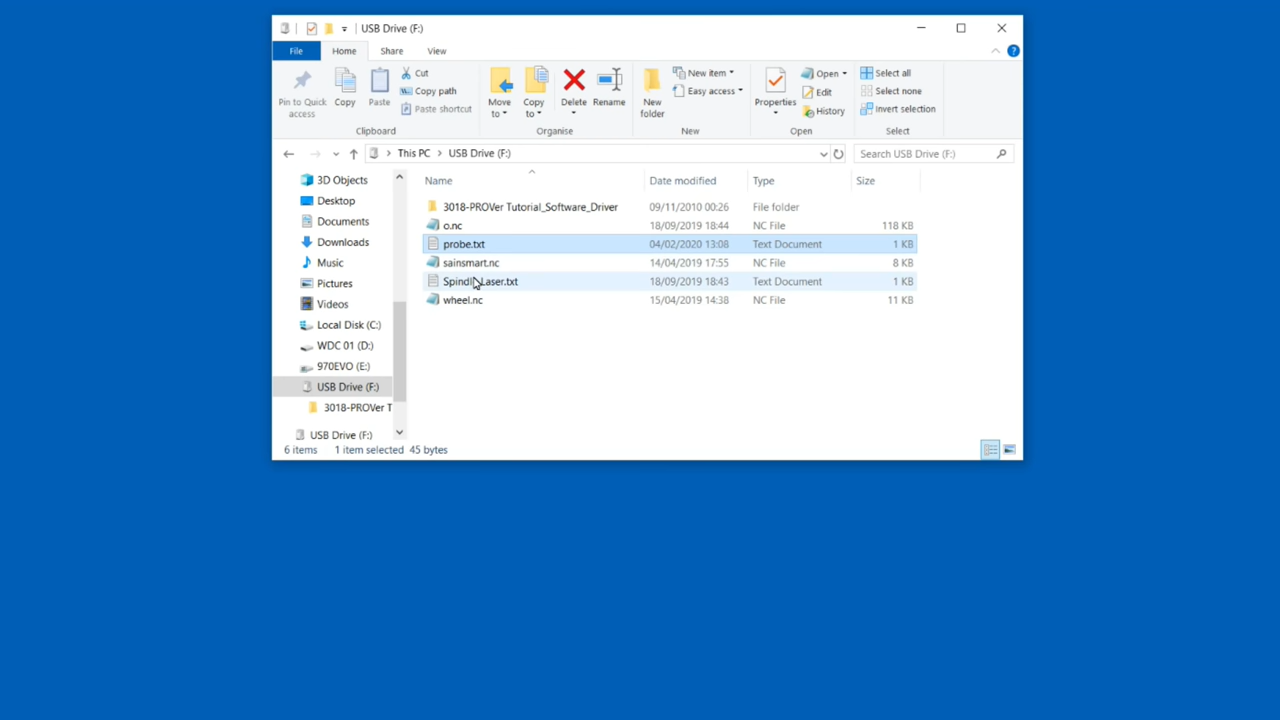 USB Drive (F:)
File Home Share View
Pin to Quick access
Copy
Paste
Cut
Copy path
Paste shortcut
Clipboard
Move to
Copy to
Delete
Rename
Organise
New folder
New item
Easy access
New
Properties
Open
Edit
History
Open
Select all
Select none
Invert selection
Select
This PC > USB Drive (F:)
Search USB Drive (F:)
3D Objects
Desktop
Documents
Downloads
Music
Pictures
Videos
Local Disk (C:)
WDC 01 (D:)
970EVO (E:)
USB Drive (F:)
3018-PROVer T
USB Drive (F:)
Name Date modified Type Size
3018-PROVer Tutorial_Software_Driver 09/11/2010 00:26 File folder
o.nc 18/09/2019 18:44 NC File 118 KB
probe.txt 04/02/2020 13:08 Text Document 1 KB
sainsmart.nc 14/04/2019 17:55 NC File 8 KB
18/09/2019 18:43 Text Document 1 KB
wheel.nc 15/04/2019 14:38 NC File 11 KB
6 items 1 item selected 45 bytes